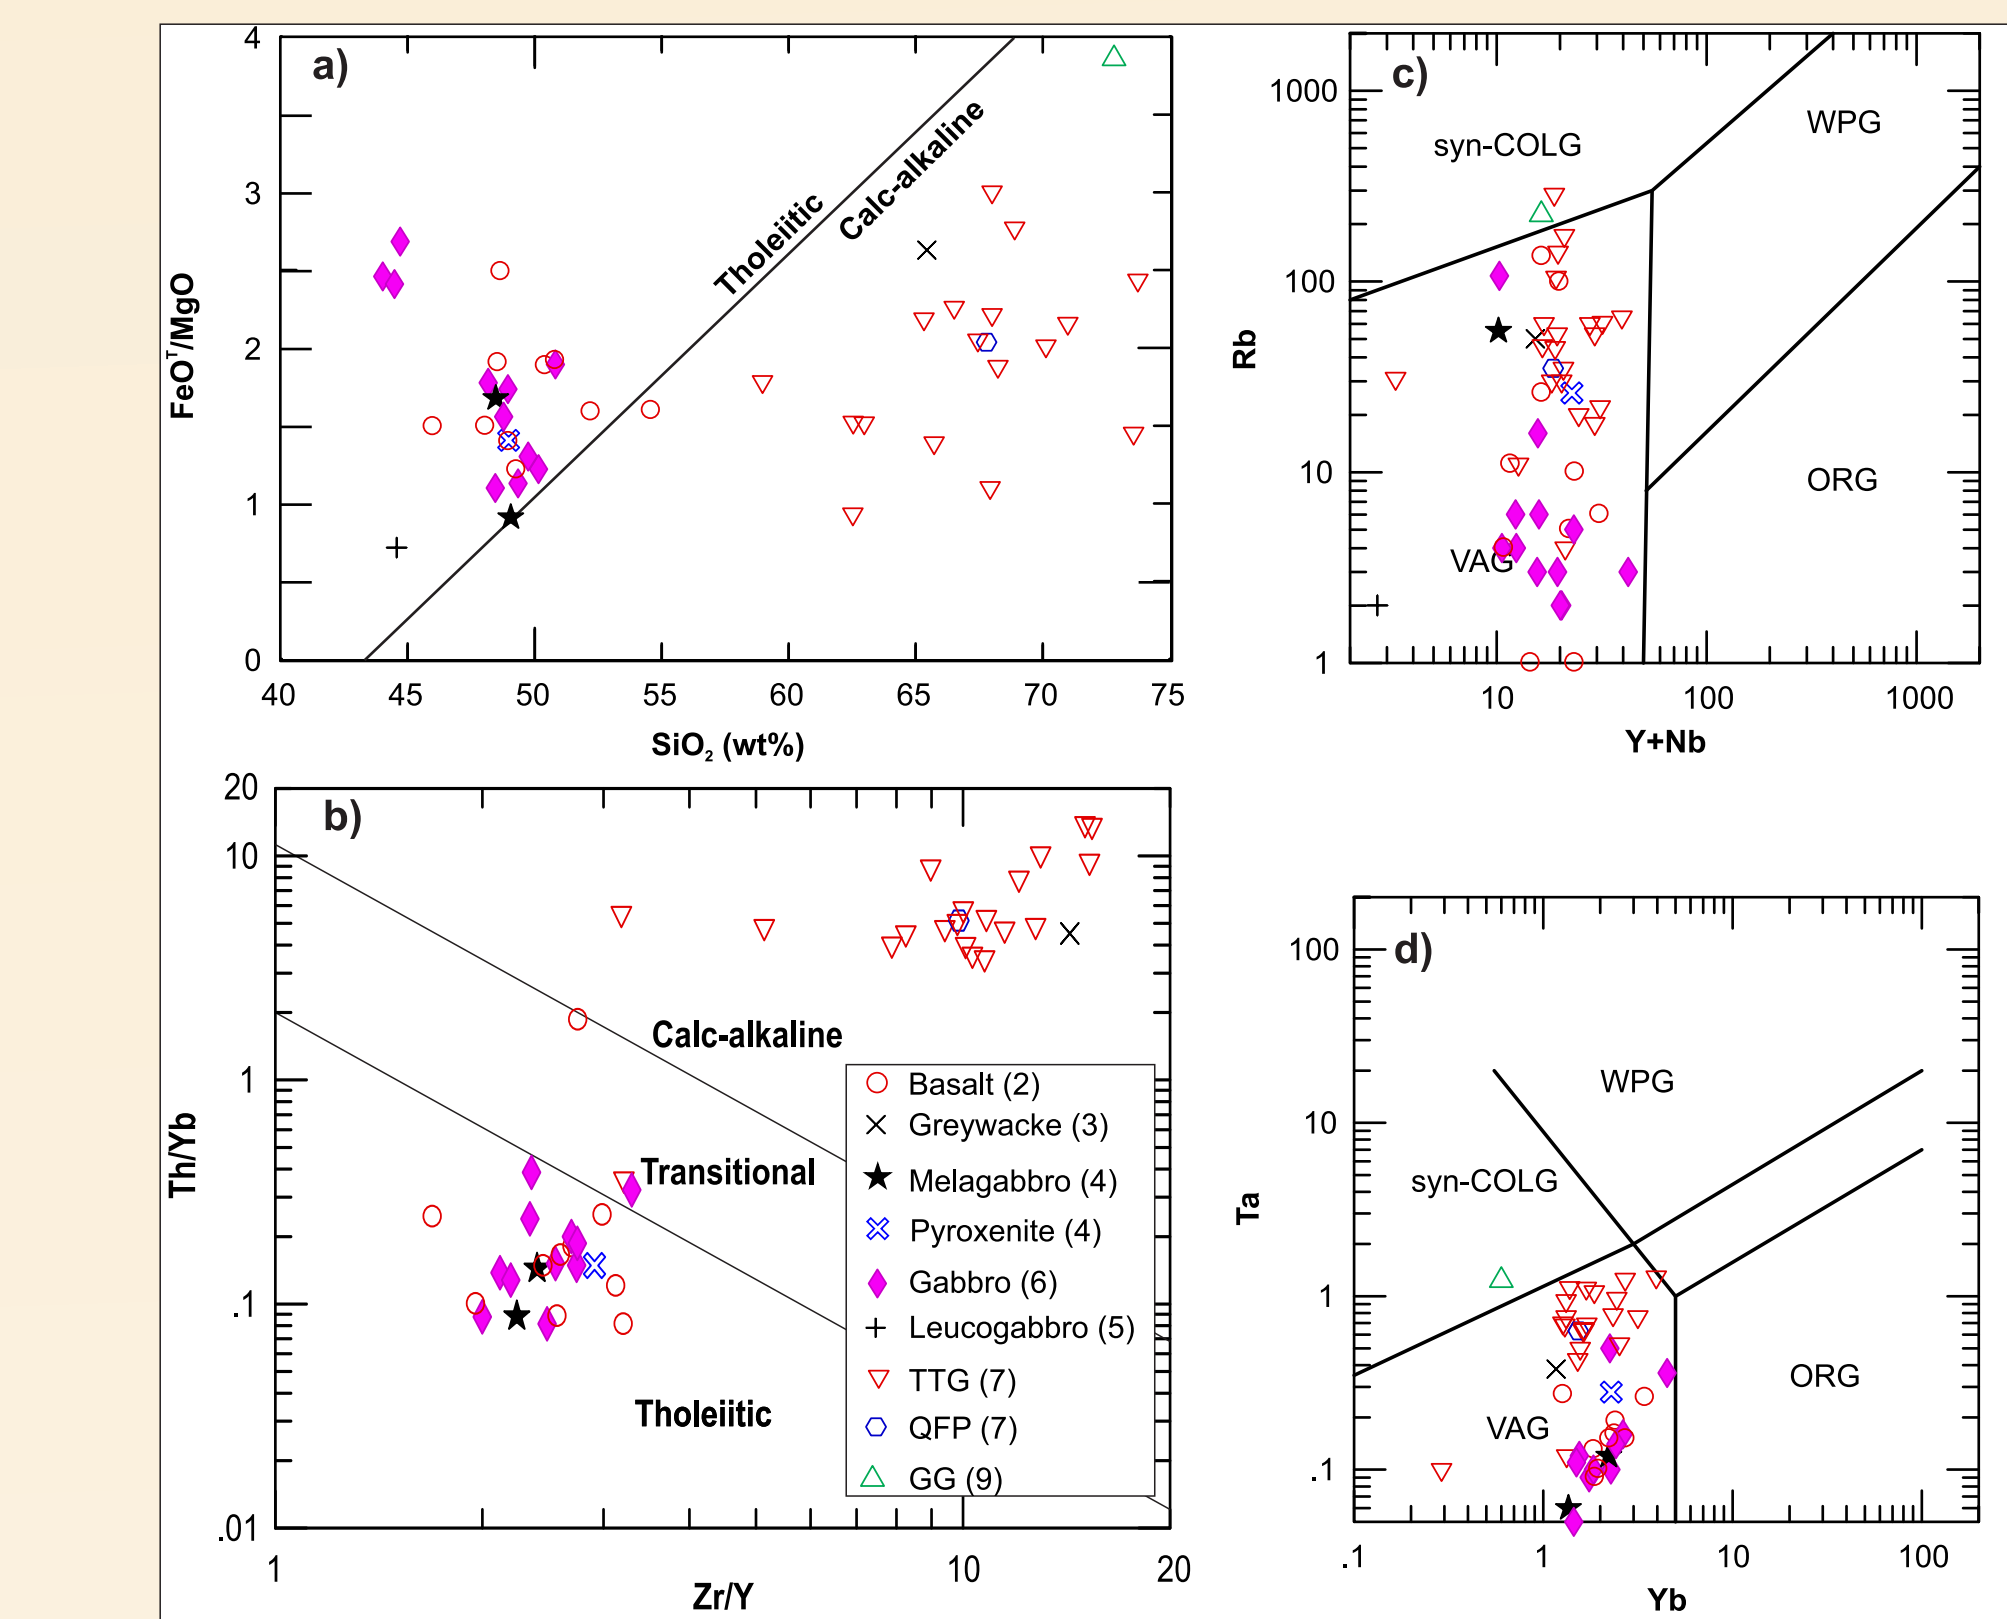 a)
4
3
2
1
0
40 45 50 55 60 65 70 75
FeOᵀ/MgO
SiO₂ (wt%)
Tholeiitic
Calc-alkaline
c)
1000
100
10
1
10 100 1000
Rb
Y+Nb
syn-COLG
WPG
VAG
ORG
b)
20
10
1
.1
.01
1 10 20
Th/Yb
Zr/Y
Calc-alkaline
Transitional
Tholeiitic
Basalt (2)
Greywacke (3)
Melagabbro (4)
Pyroxenite (4)
Gabbro (6)
Leucogabbro (5)
TTG (7)
QFP (7)
GG (9)
d)
100
10
1
.1
.1 1 10 100
Ta
Yb
WPG
syn-COLG
VAG
ORG